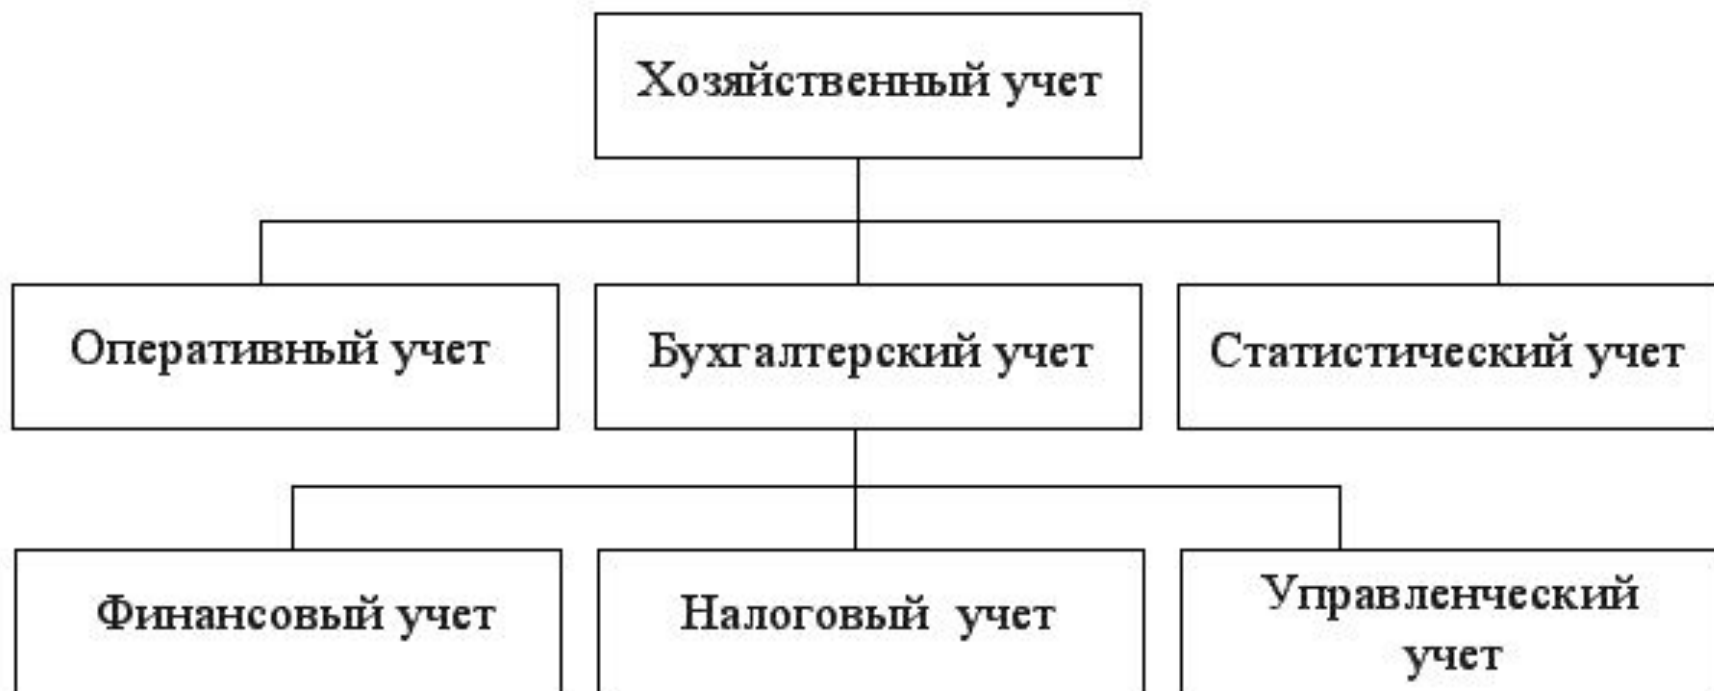 Хозяйственный учет
Оперативный учет
Бухгалтерский учет
Статистический учет
Финансовый учет
Налоговый учет
Управленческий
учет